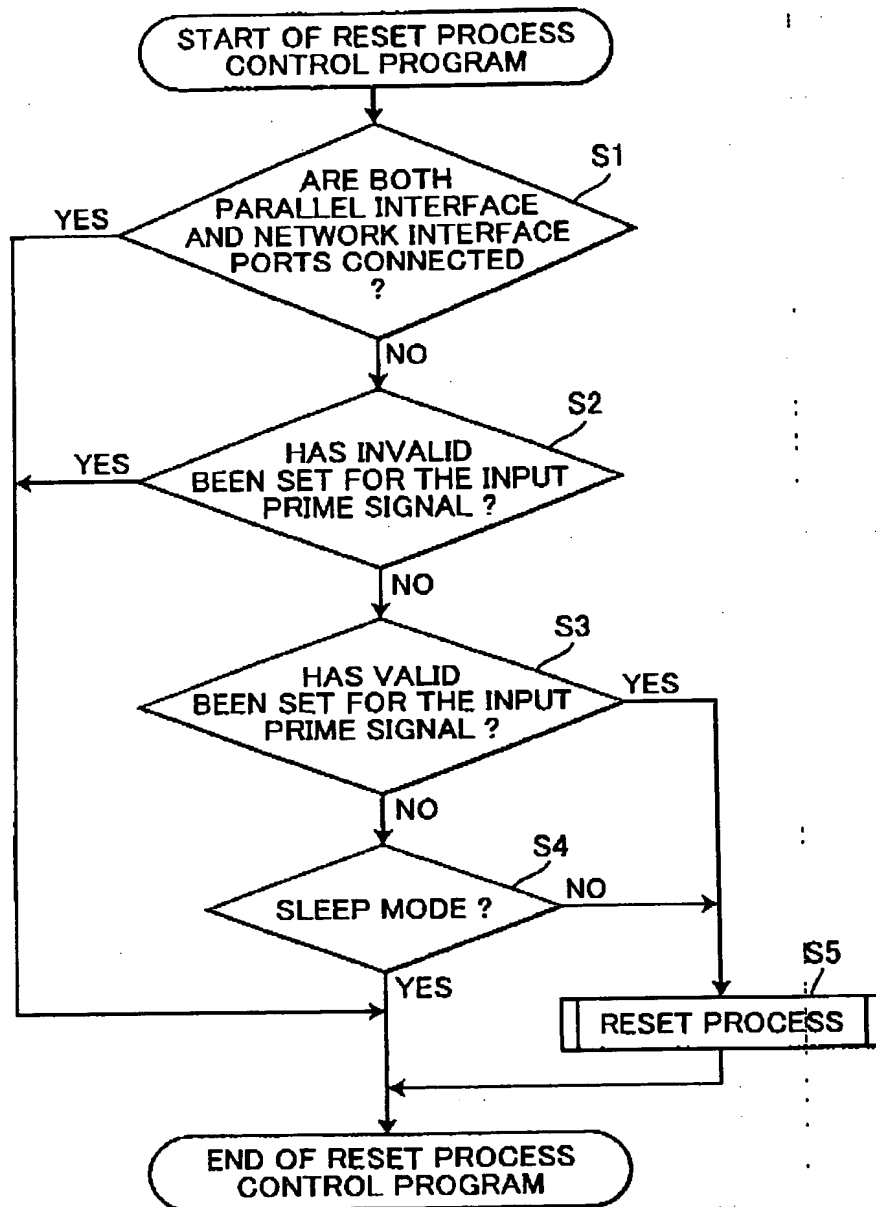 START OF RESET PROCESS
CONTROL PROGRAM
S1
ARE BOTH
PARALLEL INTERFACE
AND NETWORK INTERFACE
PORTS CONNECTED
?
YES
NO
S2
HAS INVALID
BEEN SET FOR THE INPUT
PRIME SIGNAL ?
YES
NO
S3
HAS VALID
BEEN SET FOR THE INPUT
PRIME SIGNAL ?
YES
NO
S4
SLEEP MODE ?
NO
YES
S5
RESET PROCESS
END OF RESET PROCESS
CONTROL PROGRAM